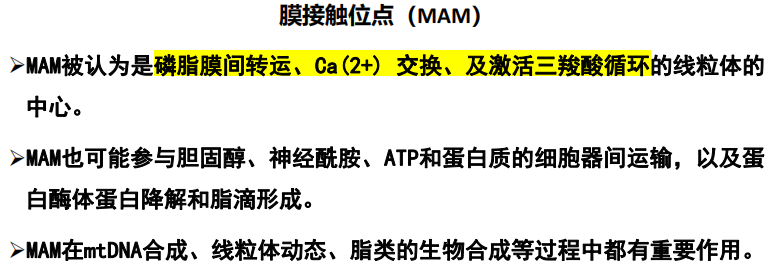 膜接触位点（MAM）
➢MAM被认为是磷脂膜间转运、Ca(2+) 交换、及激活三羧酸循环的线粒体的
中心。
➢MAM也可能参与胆固醇、神经酰胺、ATP和蛋白质的细胞器间运输，以及蛋
白酶体蛋白降解和脂滴形成。
➢MAM在mtDNA合成、线粒体动态、脂类的生物合成等过程中都有重要作用。